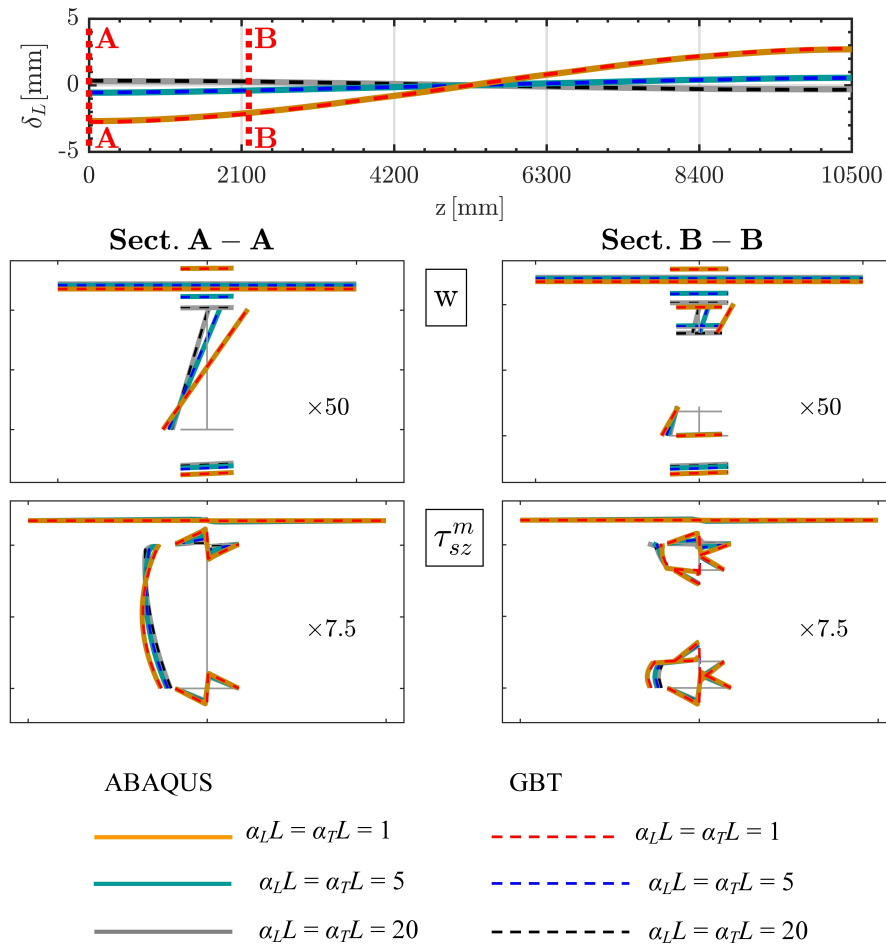 5
A
B
0
δL [mm]
A
B
-5
0 2100 4200 6300 8400 10500
z [mm]
Sect. A – A Sect. B – B
w
×50 ×50
τ^m_sz
×7.5 ×7.5
ABAQUS GBT
αLL = αTL = 1 αLL = αTL = 1
αLL = αTL = 5 αLL = αTL = 5
αLL = αTL = 20 αLL = αTL = 20